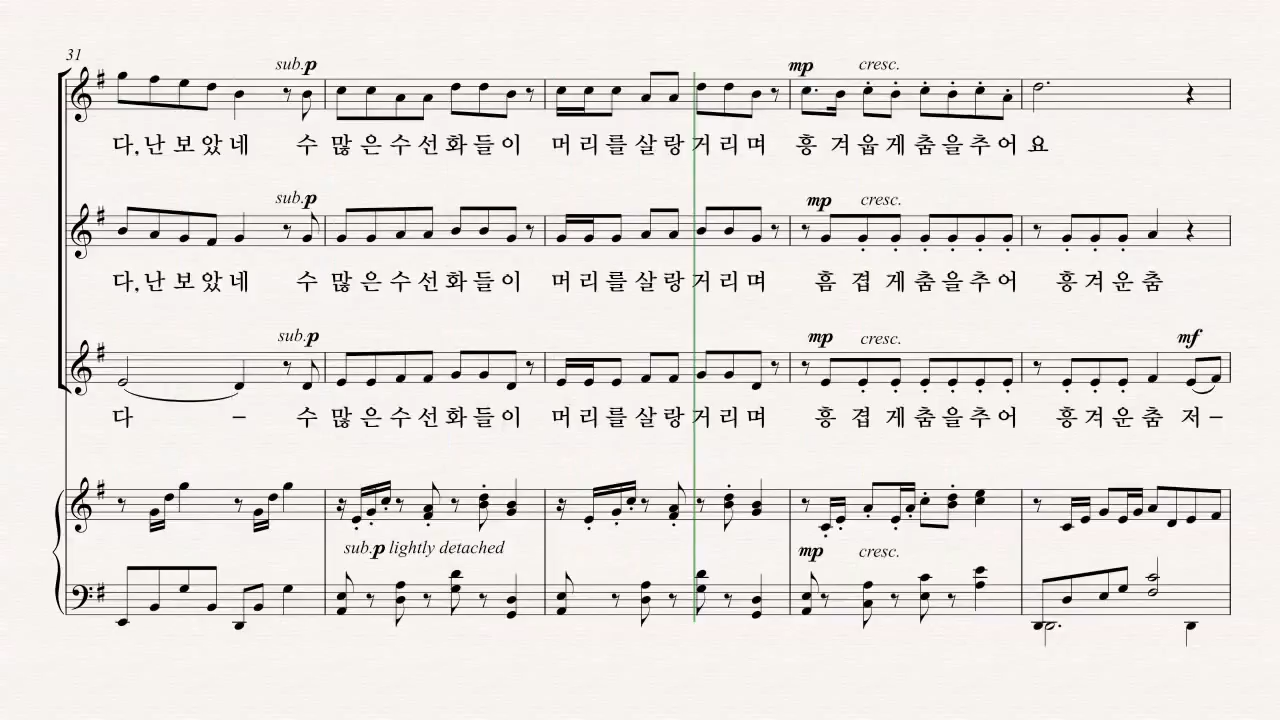 31
sub.p
mp
cresc.
다, 난 보 았 네 수 많 은 수 선 화 들 이 머 리 를 살 랑 거 리 며 흥 겨 웁 게 춤 을 추 어 요
sub.p
mp
cresc.
다, 난 보 았 네 수 많 은 수 선 화 들 이 머 리 를 살 랑 거 리 며 흠 겹 게 춤 을 추 어 흥 겨 운 춤
sub.p
mp
cresc.
mf
다 – 수 많 은 수 선 화 들 이 머 리 를 살 랑 거 리 며 흥 겹 게 춤 을 추 어 흥 겨 운 춤 저 –
sub.p lightly detached
mp
cresc.